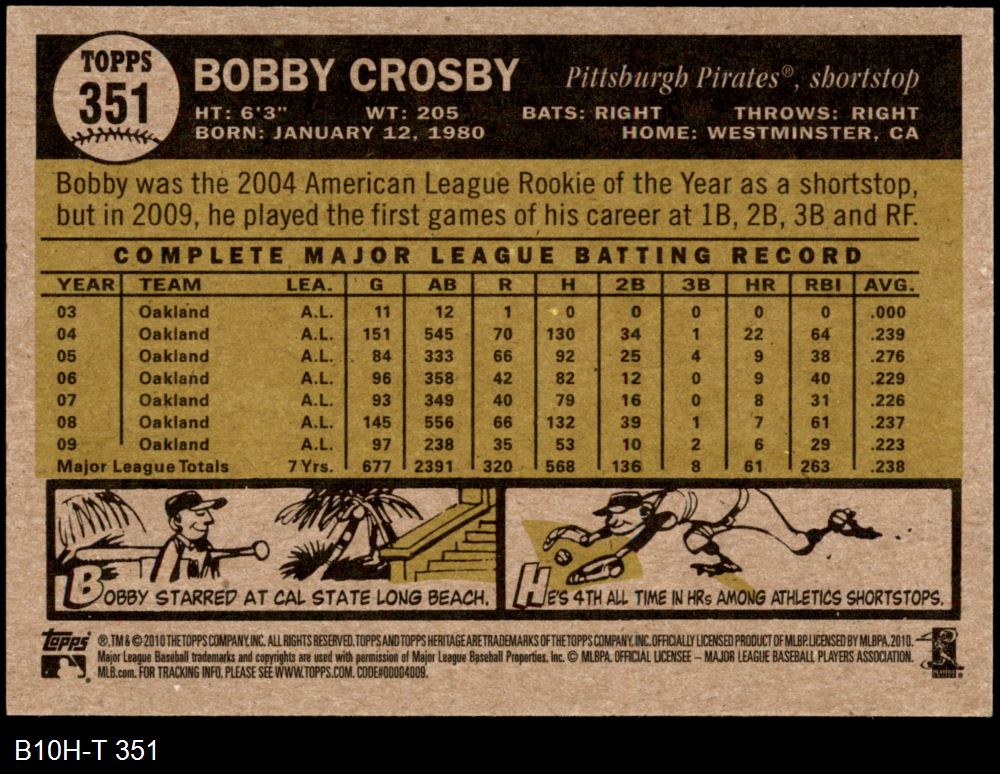 TOPPS
351
BOBBY CROSBY Pittsburgh Pirates®, shortstop
HT: 6'3" WT: 205 BATS: RIGHT THROWS: RIGHT
BORN: JANUARY 12, 1980 HOME: WESTMINSTER, CA
Bobby was the 2004 American League Rookie of the Year as a shortstop,
but in 2009, he played the first games of his career at 1B, 2B, 3B and RF.
COMPLETE MAJOR LEAGUE BATTING RECORD
YEAR TEAM LEA. G AB R H 2B 3B HR RBI AVG.
03 Oakland A.L. 11 12 1 0 0 0 0 0 .000
04 Oakland A.L. 151 545 70 130 34 1 22 64 .239
05 Oakland A.L. 84 333 66 92 25 4 9 38 .276
06 Oakland A.L. 96 358 42 82 12 0 9 40 .229
07 Oakland A.L. 93 349 40 79 16 0 8 31 .226
08 Oakland A.L. 145 556 66 132 39 1 7 61 .237
09 Oakland A.L. 97 238 35 53 10 2 6 29 .223
Major League Totals 7 Yrs. 677 2391 320 568 136 8 61 263 .238
BOBBY STARRED AT CAL STATE LONG BEACH.
HE'S 4TH ALL TIME IN HRs AMONG ATHLETICS SHORTSTOPS.
Topps ®, TM & © 2010 THE TOPPS COMPANY, INC. ALL RIGHTS RESERVED. TOPPS AND TOPPS HERITAGE ARE TRADEMARKS OF THE TOPPS COMPANY, INC. OFFICIALLY LICENSED PRODUCT OF MLBP. LICENSED BY MLBPA, 2010.
Major League Baseball trademarks and copyrights are used with permission of Major League Baseball Properties, Inc. © MLBPA. OFFICIAL LICENSEE – MAJOR LEAGUE BASEBALL PLAYERS ASSOCIATION.
MLB.com. FOR TRACKING INFO, PLEASE SEE WWW.TOPPS.COM. CODE#00004009.
B10H-T 351